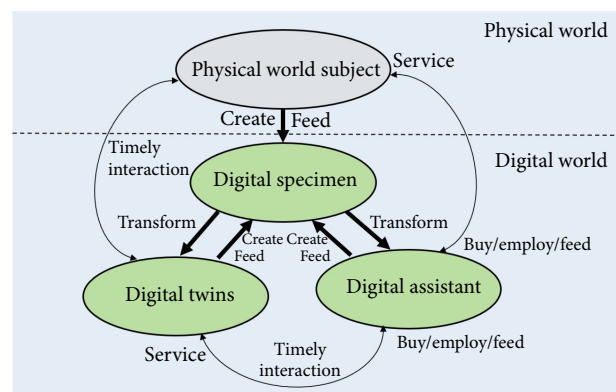 Physical world
Service
Physical world subject
Create Feed
Timely
interaction
Digital world
Digital specimen
Transform
Transform
Create Create
Feed Feed
Buy/employ/feed
Digital twins
Digital assistant
Service
Timely
interaction
Buy/employ/feed